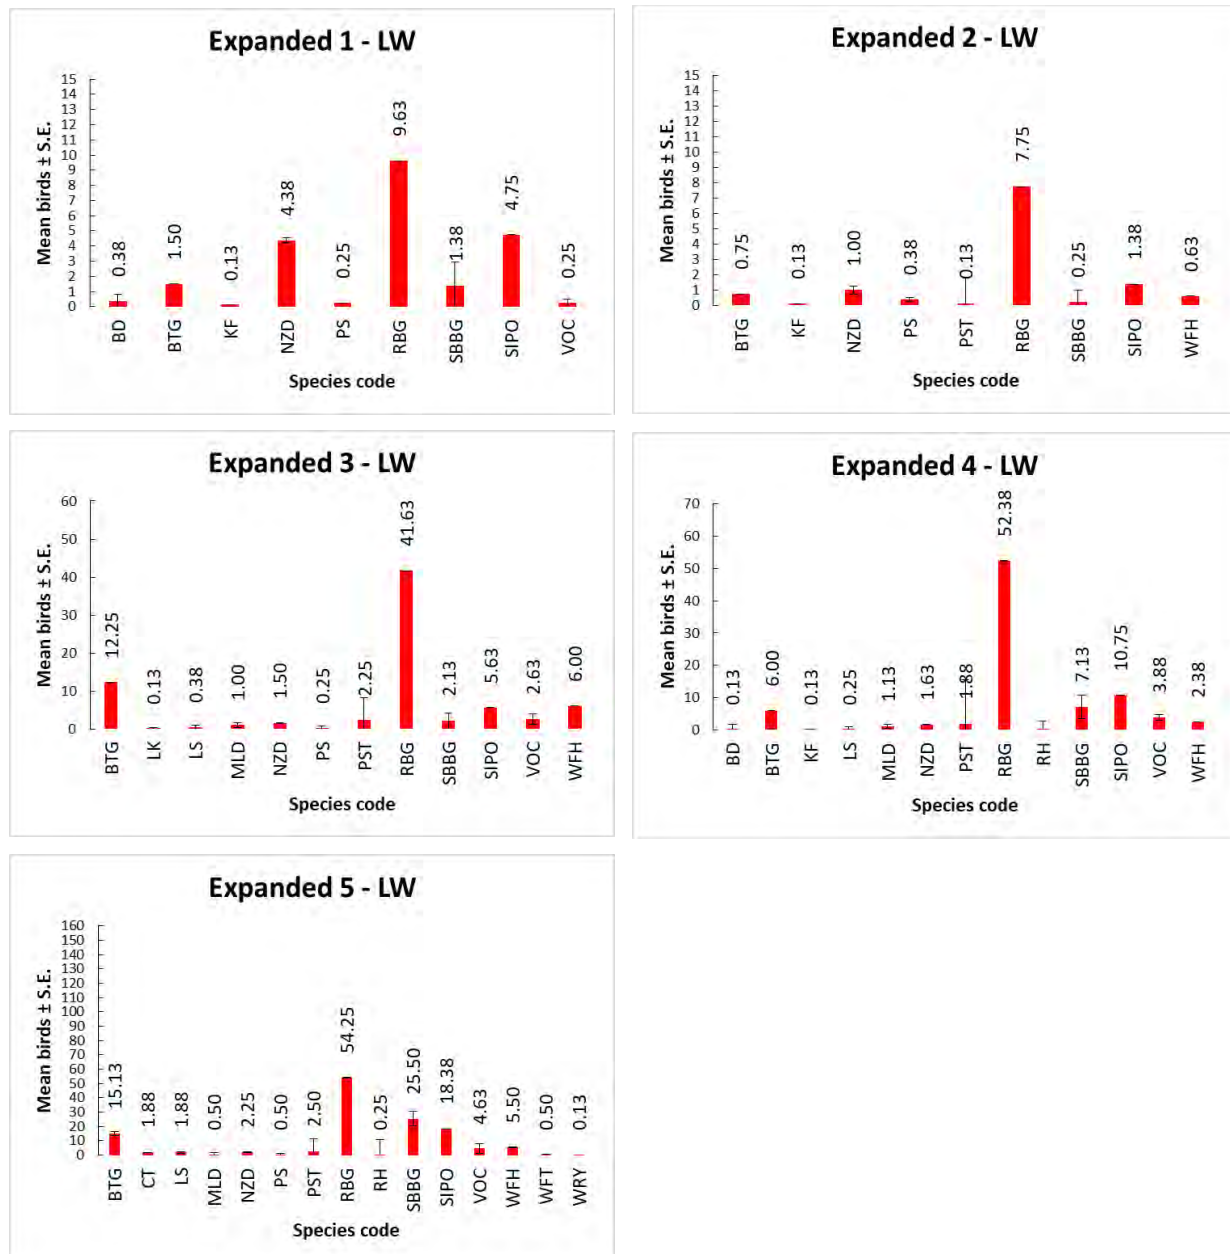 Expanded 1 - LW
Mean birds ± S.E.
15
14
13
12
11
10
9
8
7
6
5
4
3
2
1
0
0.38
1.50
0.13
4.38
0.25
9.63
1.38
4.75
0.25
BD
BTG
KF
NZD
PS
RBG
SBBG
SIPO
VOC
Species code
Expanded 2 - LW
Mean birds ± S.E.
15
14
13
12
11
10
9
8
7
6
5
4
3
2
1
0
0.75
0.13
1.00
0.38
0.13
7.75
0.25
1.38
0.63
BTG
KF
NZD
PS
PST
RBG
SBBG
SIPO
WFH
Species code
Expanded 3 - LW
Mean birds ± S.E.
60
50
40
30
20
10
0
12.25
0.13
0.38
1.00
1.50
0.25
2.25
41.63
2.13
5.63
2.63
6.00
BTG
LK
LS
MLD
NZD
PS
PST
RBG
SBBG
SIPO
VOC
WFH
Species code
Expanded 4 - LW
Mean birds ± S.E.
70
60
50
40
30
20
10
0
0.13
6.00
0.13
0.25
1.13
1.63
1.88
52.38
7.13
10.75
3.88
2.38
BD
BTG
KF
LS
MLD
NZD
PST
RBG
RH
SBBG
SIPO
VOC
WFH
Species code
Expanded 5 - LW
Mean birds ± S.E.
160
150
140
130
120
110
100
90
80
70
60
50
40
30
20
10
0
15.13
1.88
1.88
0.50
2.25
0.50
2.50
54.25
0.25
25.50
18.38
4.63
5.50
0.50
0.13
BTG
CT
LS
MLD
NZD
PS
PST
RBG
RH
SBBG
SIPO
VOC
WFH
WFT
WRY
Species code